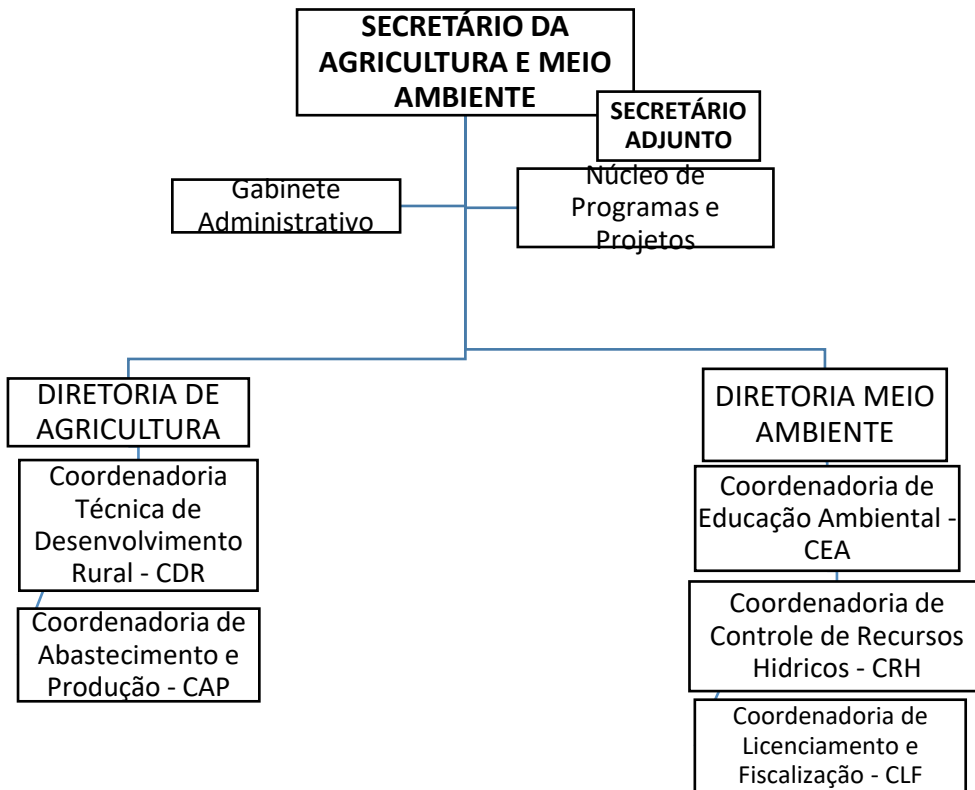 SECRETÁRIO DA
AGRICULTURA E MEIO
AMBIENTE
SECRETÁRIO
ADJUNTO
Gabinete
Administrativo
Núcleo de
Programas e
Projetos
DIRETORIA DE
AGRICULTURA
Coordenadoria
Técnica de
Desenvolvimento
Rural - CDR
Coordenadoria de
Abastecimento e
Produção - CAP
DIRETORIA MEIO
AMBIENTE
Coordenadoria de
Educação Ambiental -
CEA
Coordenadoria de
Controle de Recursos
Hidricos - CRH
Coordenadoria de
Licenciamento e
Fiscalização - CLF